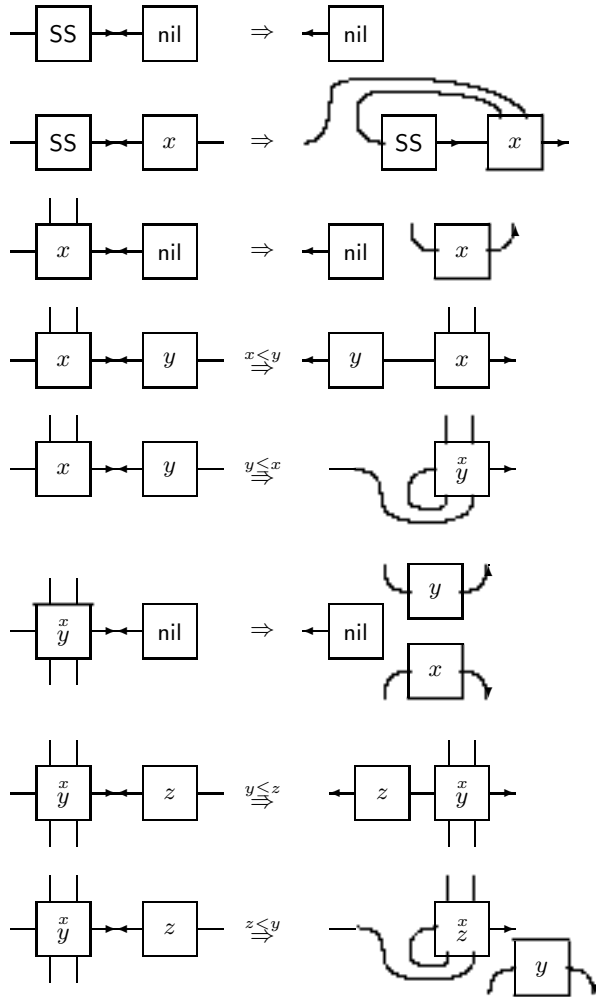 SS nil ⇒ nil
SS x ⇒ SS x
x nil ⇒ nil x
x y x<y ⇒ y x
x y y≤x ⇒ x y
y
x y nil ⇒ nil
x
x y z y≤z ⇒ z x y
x y z z<y ⇒ x z
y